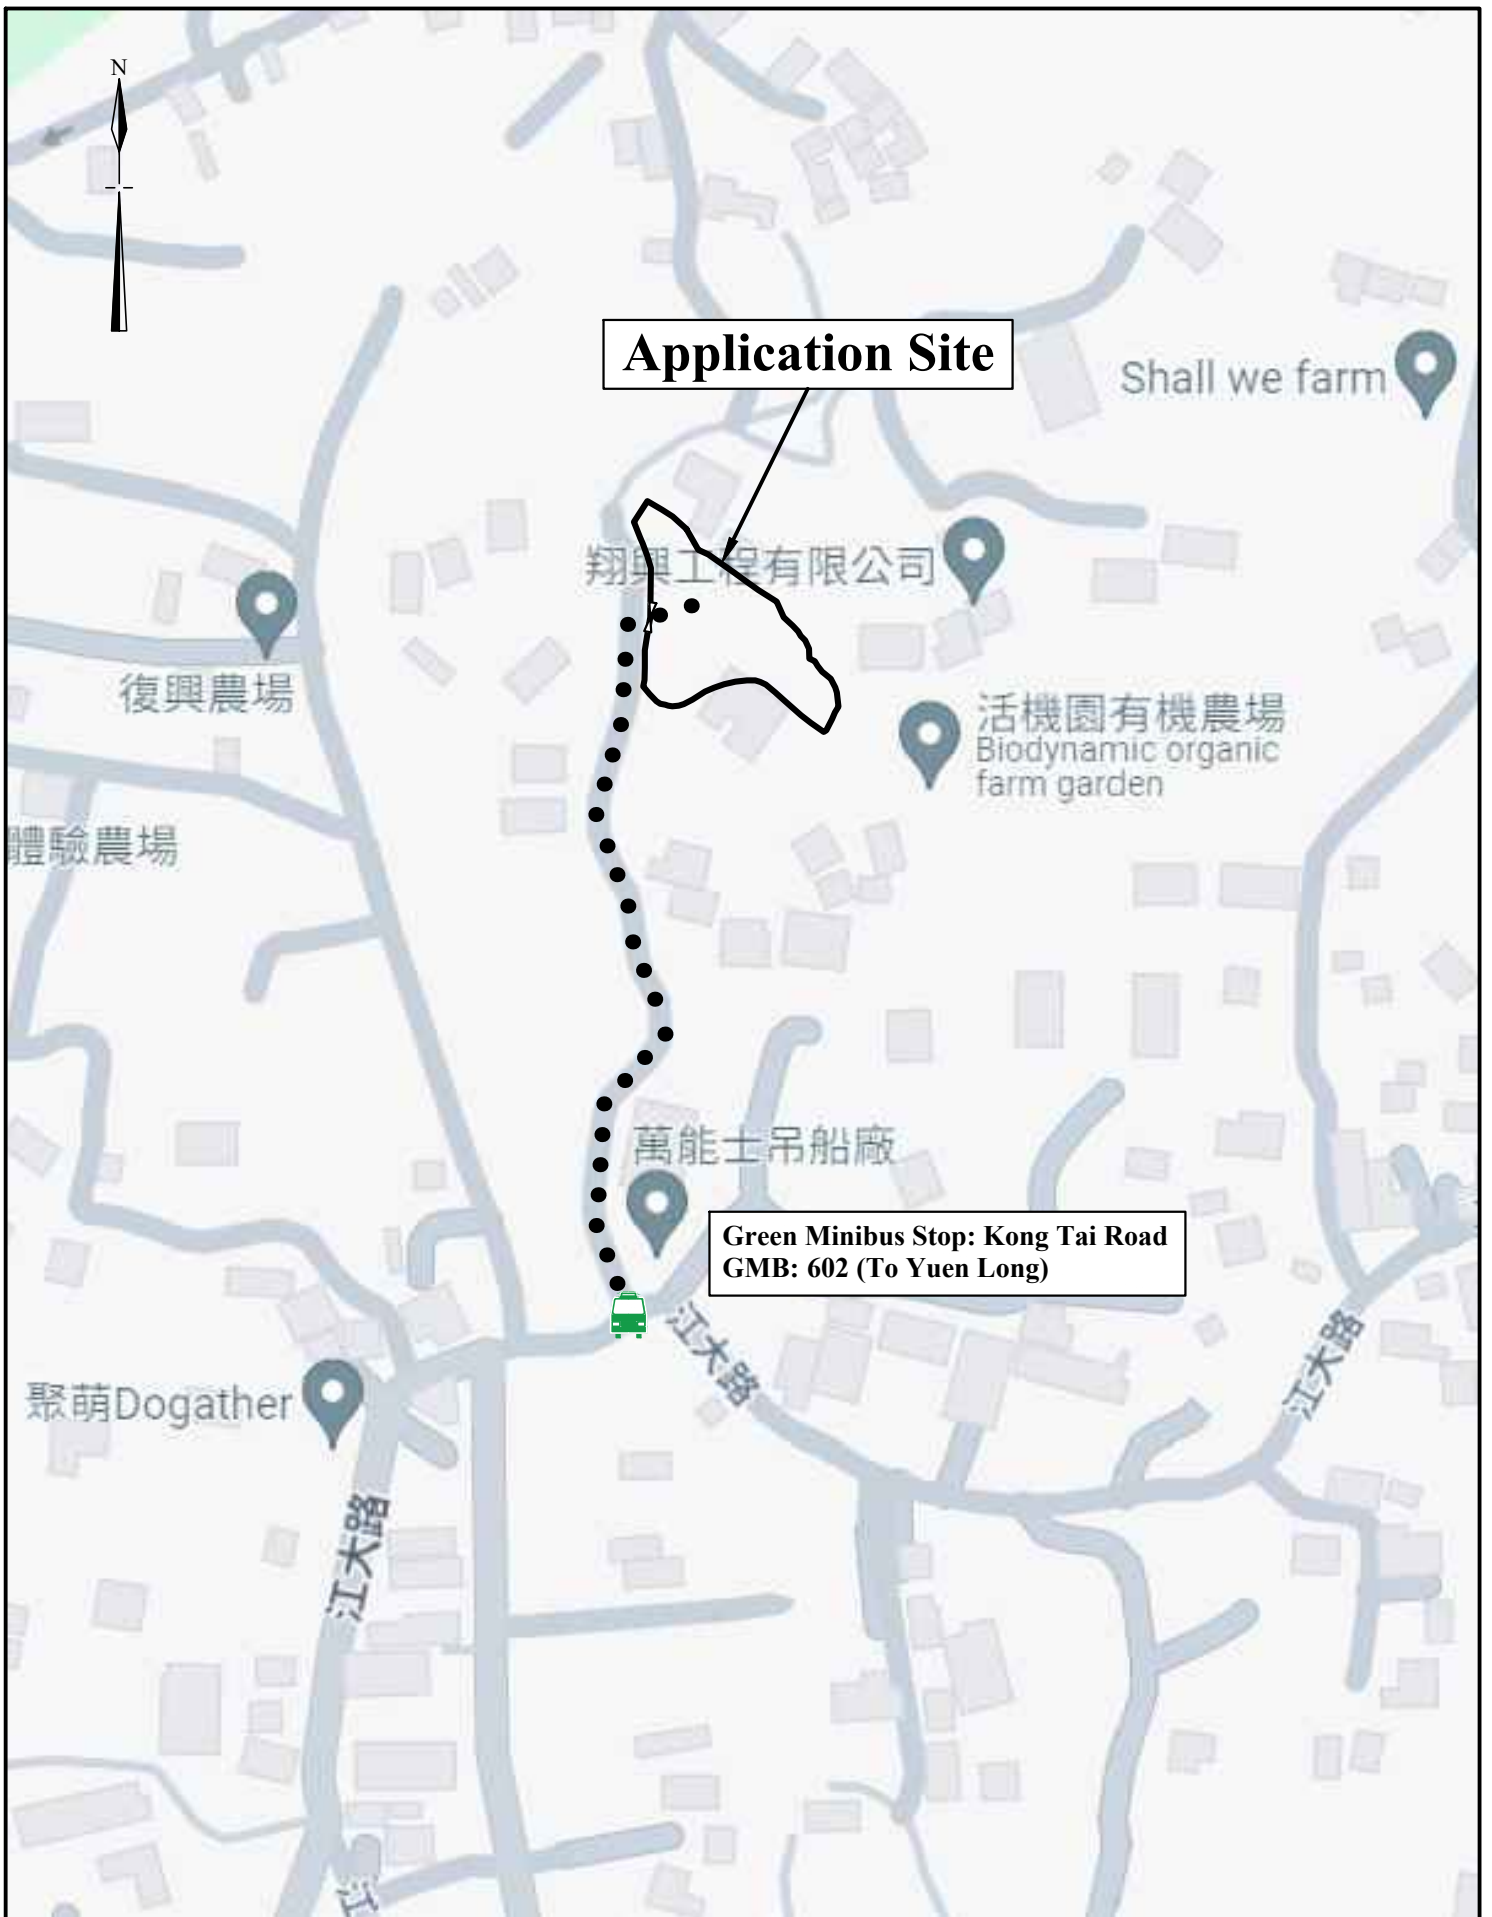 N
Application Site
Shall we farm
翔興工程有限公司
復興農場
活機園有機農場
Biodynamic organic
farm garden
體驗農場
萬能士吊船廠
Green Minibus Stop: Kong Tai Road
GMB: 602 (To Yuen Long)
江大路
江大路
聚萌Dogather
江大路
江